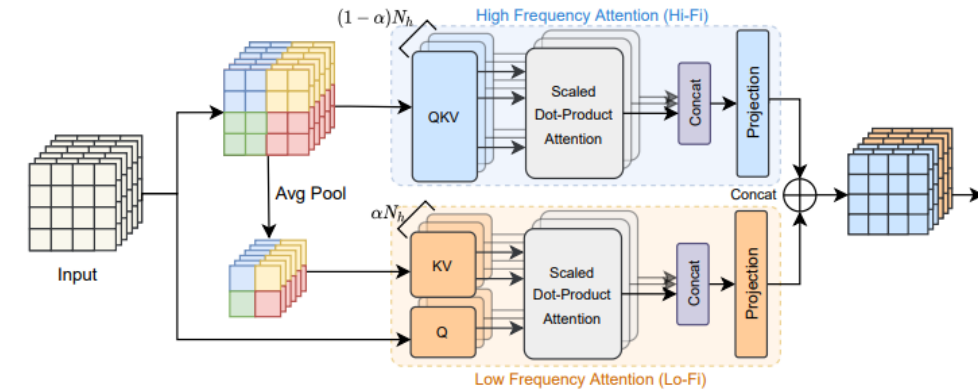 (1−α)N_h
High Frequency Attention (Hi-Fi)
QKV
Scaled
Dot-Product
Attention
Concat
Projection
Input
Avg Pool
Concat
αN_h
KV
Q
Scaled
Dot-Product
Attention
Concat
Projection
Low Frequency Attention (Lo-Fi)